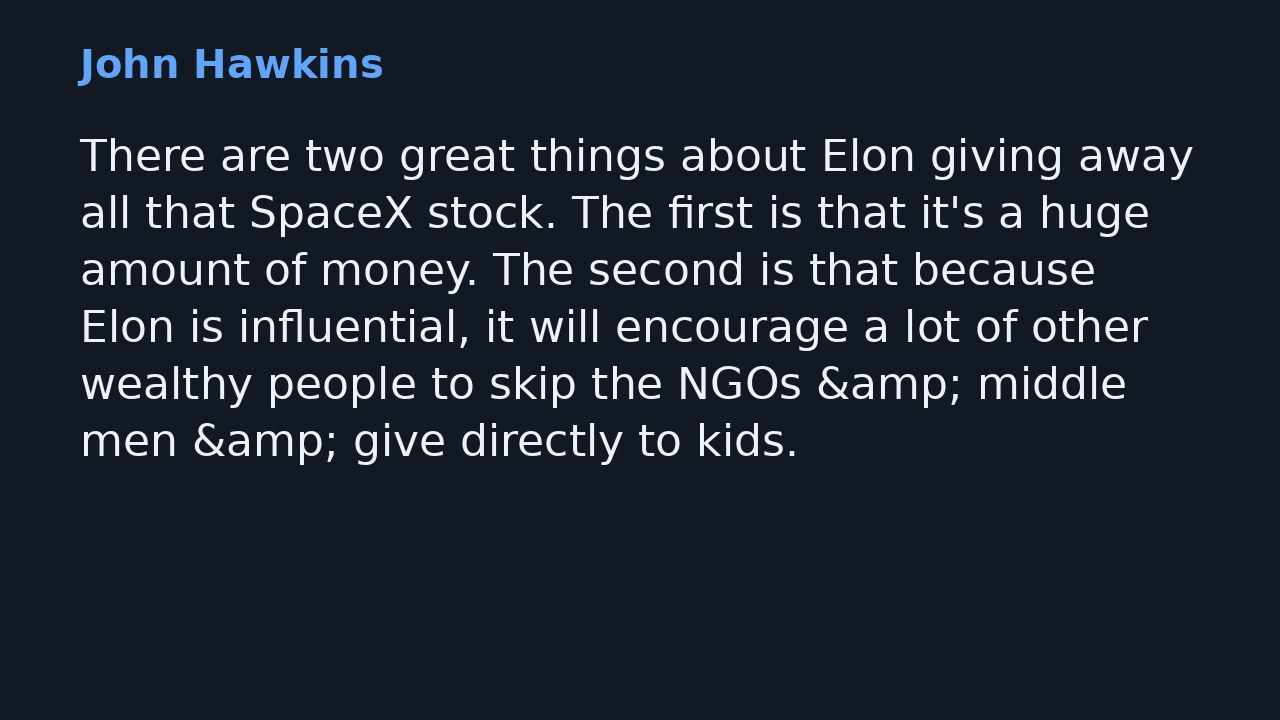 John Hawkins
There are two great things about Elon giving away
all that SpaceX stock. The first is that it's a huge
amount of money. The second is that because
Elon is influential, it will encourage a lot of other
wealthy people to skip the NGOs &amp; middle
men &amp; give directly to kids.